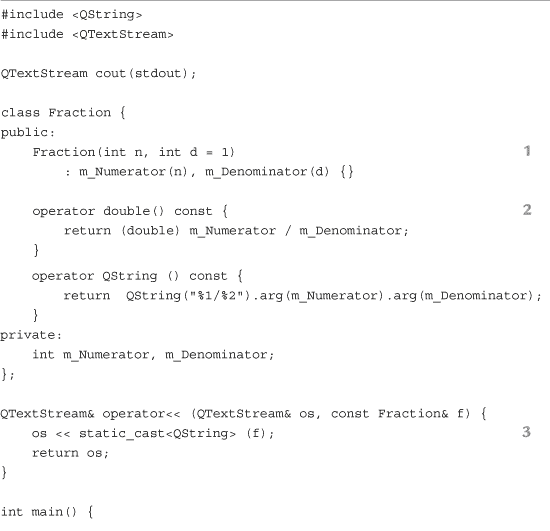 #include <QString>
#include <QTextStream>
QTextStream cout(stdout);
class Fraction {
public:
    Fraction(int n, int d = 1) 1
        : m_Numerator(n), m_Denominator(d) {}
    operator double() const { 2
        return (double) m_Numerator / m_Denominator;
    }
    operator QString () const {
        return  QString("%1/%2").arg(m_Numerator).arg(m_Denominator);
    }
private:
    int m_Numerator, m_Denominator;
};
QTextStream& operator<< (QTextStream& os, const Fraction& f) {
    os << static_cast<QString> (f); 3
    return os;
}
int main() {